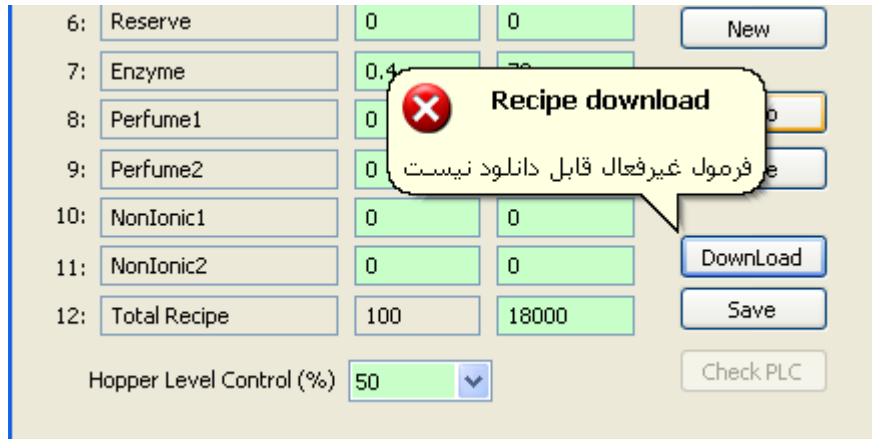 6: Reserve 0 0 New
7: Enzyme 0.4
Recipe download
8: Perfume1 0
فرمول غیرفعال قابل دانلود نیست
9: Perfume2 0
10: NonIonic1 0 0
11: NonIonic2 0 0 DownLoad
12: Total Recipe 100 18000 Save
Hopper Level Control (%) 50 Check PLC